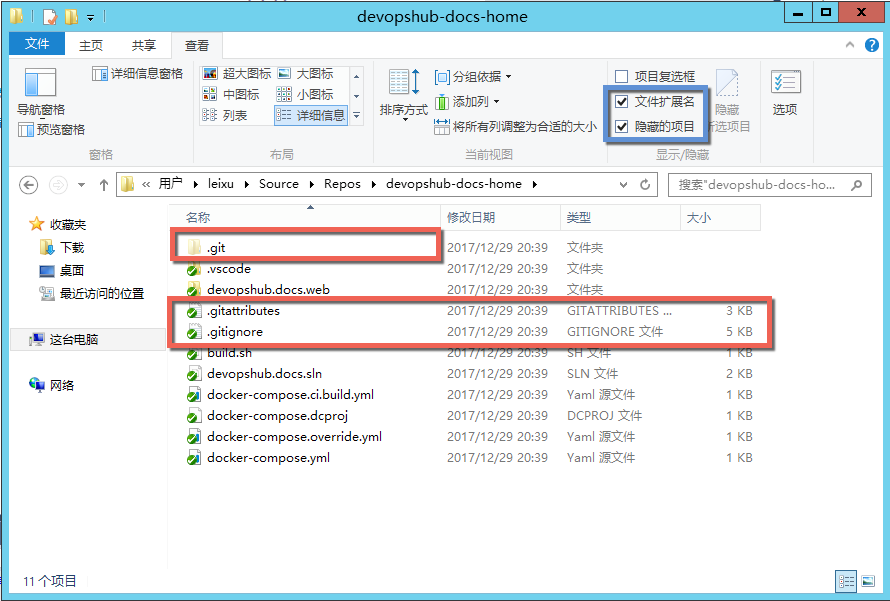 devopshub-docs-home
文件 主页 共享 查看
导航窗格
预览窗格
详细信息窗格
窗格
超大图标 大图标
中图标 小图标
列表 详细信息
布局
排序方式
分组依据
添加列
将所有列调整为合适的大小
当前视图
项目复选框
文件扩展名
隐藏的项目
隐藏
所选项目
显示/隐藏
选项
« 用户 leixu Source Repos devopshub-docs-home
搜索"devopshub-docs-ho...
收藏夹
下载
桌面
最近访问的位置
这台电脑
网络
名称 修改日期 类型 大小
.git 2017/12/29 20:39 文件夹
.vscode 2017/12/29 20:39 文件夹
devopshub.docs.web 2017/12/29 20:39 文件夹
.gitattributes 2017/12/29 20:39 GITATTRIBUTES ... 3 KB
.gitignore 2017/12/29 20:39 GITIGNORE 文件 5 KB
build.sh 2017/12/29 20:39 SH 文件 1 KB
devopshub.docs.sln 2017/12/29 20:39 SLN 文件 2 KB
docker-compose.ci.build.yml 2017/12/29 20:39 Yaml 源文件 1 KB
docker-compose.dcproj 2017/12/29 20:39 DCPROJ 文件 1 KB
docker-compose.override.yml 2017/12/29 20:39 Yaml 源文件 1 KB
docker-compose.yml 2017/12/29 20:39 Yaml 源文件 1 KB
11 个项目